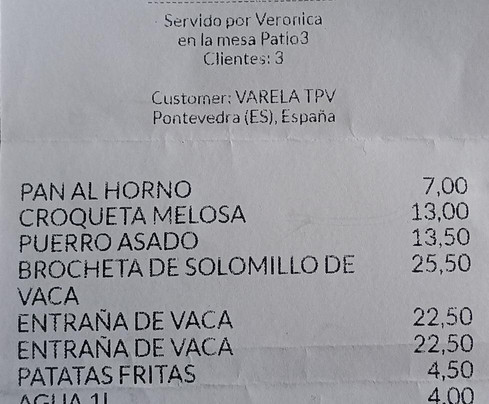 Servido por Veronica
en la mesa Patio3
Clientes: 3
Customer: VARELA TPV
Pontevedra (ES), España
PAN AL HORNO 7,00
CROQUETA MELOSA 13,00
PUERRO ASADO 13,50
BROCHETA DE SOLOMILLO DE 25,50
VACA
ENTRAÑA DE VACA 22,50
ENTRAÑA DE VACA 22,50
PATATAS FRITAS 4,50
AGUA 1L 4,00